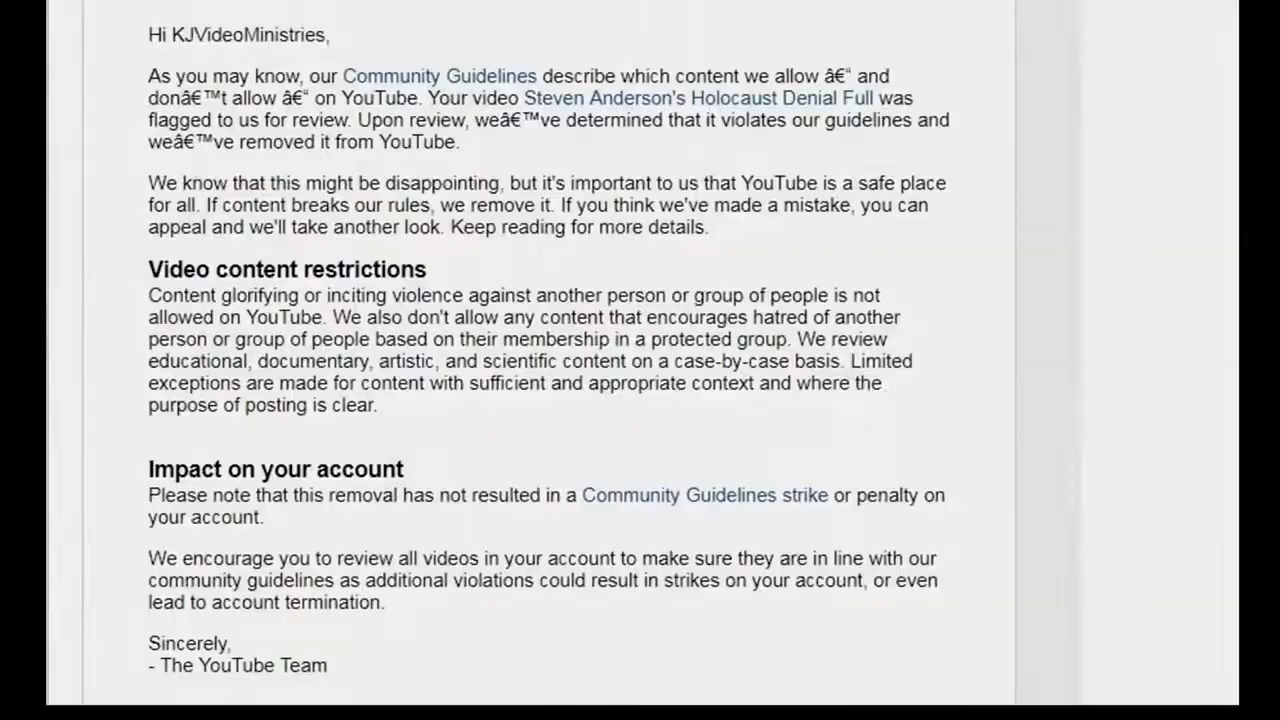 Hi KJVideoMinistries,
As you may know, our Community Guidelines describe which content we allow â€“ and
donâ€™t allow â€“ on YouTube. Your video Steven Anderson's Holocaust Denial Full was
flagged to us for review. Upon review, weâ€™ve determined that it violates our guidelines and
weâ€™ve removed it from YouTube.
We know that this might be disappointing, but it's important to us that YouTube is a safe place
for all. If content breaks our rules, we remove it. If you think we've made a mistake, you can
appeal and we'll take another look. Keep reading for more details.
Video content restrictions
Content glorifying or inciting violence against another person or group of people is not
allowed on YouTube. We also don't allow any content that encourages hatred of another
person or group of people based on their membership in a protected group. We review
educational, documentary, artistic, and scientific content on a case-by-case basis. Limited
exceptions are made for content with sufficient and appropriate context and where the
purpose of posting is clear.
Impact on your account
Please note that this removal has not resulted in a Community Guidelines strike or penalty on
your account.
We encourage you to review all videos in your account to make sure they are in line with our
community guidelines as additional violations could result in strikes on your account, or even
lead to account termination.
Sincerely,
- The YouTube Team